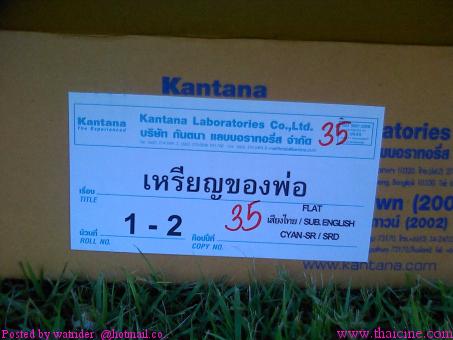 Kantana
Kantana
The Experienced
Kantana Laboratories Co.,Ltd.
บริษัท กันตนา แลบบอราทอรี่ส์ จำกัด
35
atories
บอราทอรี่ส์
เรื่อง
TITLE
เหรียญของพ่อ
FLAT
ม้วนที่
ROLL NO.
1 - 2
ก๊อปปี้ที่
COPY NO.
35
เสียงไทย / SUB. ENGLISH
CYAN-SR / SRD
wn (200
ทาวน์ (2002)
www.kantana.com
Posted by watrider @hotmail.co
www.thaicine.com